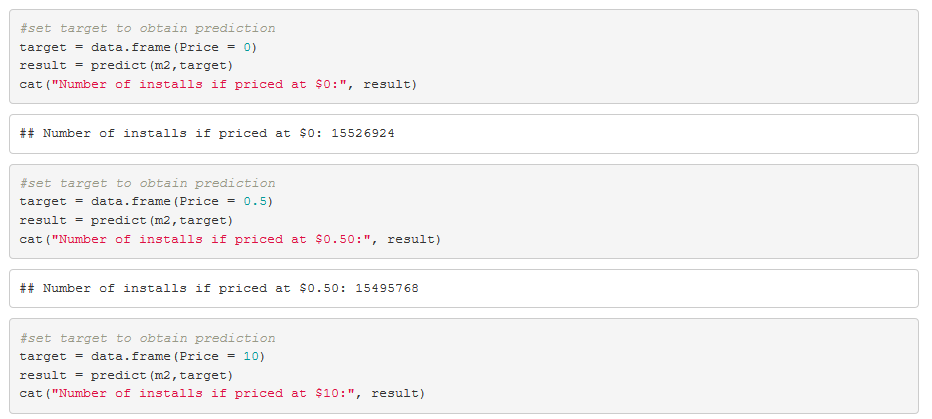 #set target to obtain prediction
target = data.frame(Price = 0)
result = predict(m2,target)
cat("Number of installs if priced at $0:", result)
## Number of installs if priced at $0: 15526924
#set target to obtain prediction
target = data.frame(Price = 0.5)
result = predict(m2,target)
cat("Number of installs if priced at $0.50:", result)
## Number of installs if priced at $0.50: 15495768
#set target to obtain prediction
target = data.frame(Price = 10)
result = predict(m2,target)
cat("Number of installs if priced at $10:", result)